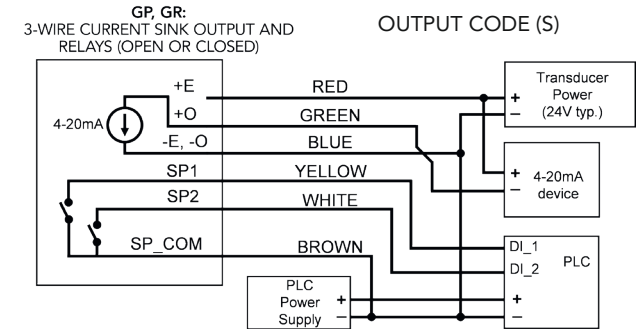 GP, GR:
3-WIRE CURRENT SINK OUTPUT AND
RELAYS (OPEN OR CLOSED)
OUTPUT CODE (S)
+E
RED
+O
GREEN
4-20mA
-E, -O
BLUE
SP1
YELLOW
SP2
WHITE
SP_COM
BROWN
Transducer
Power
(24V typ.)
+
–
+
–
4-20mA
device
DI_1
DI_2
PLC
+
–
PLC
Power
Supply
+
–